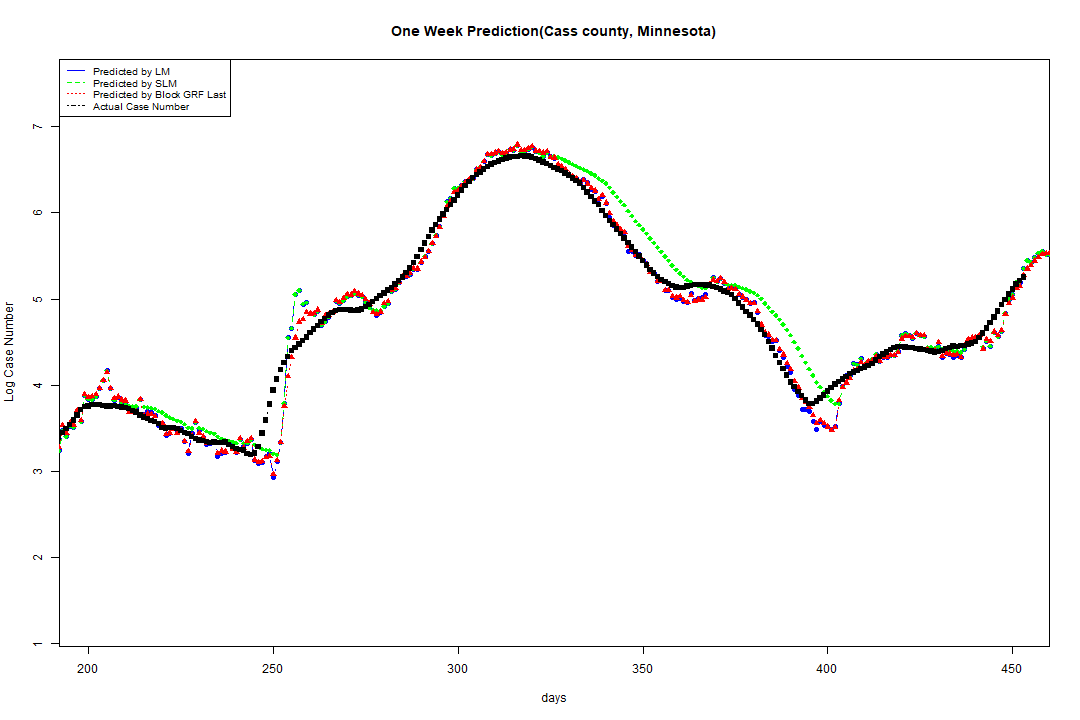 One Week Prediction(Cass county, Minnesota)
Predicted by LM
Predicted by SLM
Predicted by Block GRF Last
Actual Case Number
7
6
5
4
3
2
1
Log Case Number
200 250 300 350 400 450
days